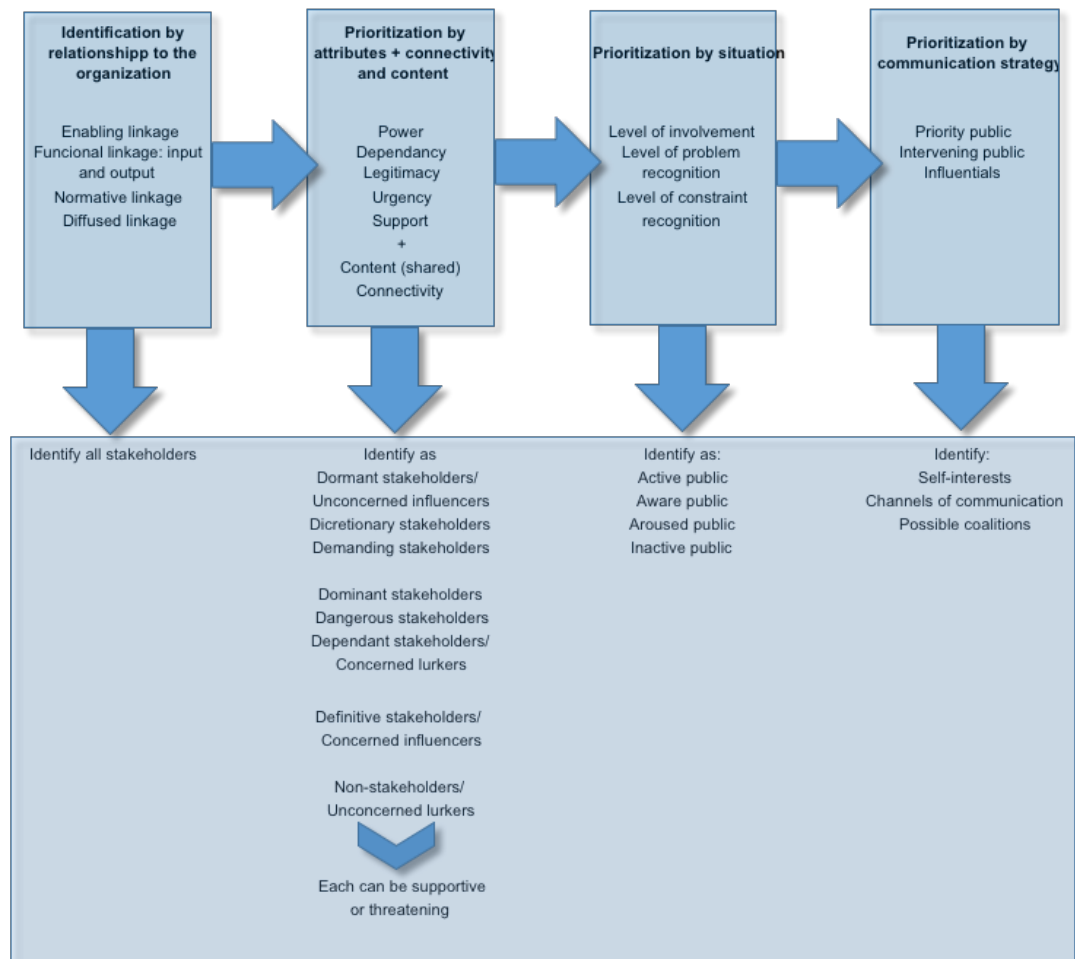 Identification by
relationshipp to the
organization
Enabling linkage
Funcional linkage: input
and output
Normative linkage
Diffused linkage
Prioritization by
attributes + connectivity
and content
Power
Dependancy
Legitimacy
Urgency
Support
+
Content (shared)
Connectivity
Prioritization by situation
Level of involvement
Level of problem
recognition
Level of constraint
recognition
Prioritization by
communication strategy
Priority public
Intervening public
Influentials
Identify all stakeholders
Identify as
Dormant stakeholders/
Unconcerned influencers
Dicretionary stakeholders
Demanding stakeholders
Dominant stakeholders
Dangerous stakeholders
Dependant stakeholders/
Concerned lurkers
Definitive stakeholders/
Concerned influencers
Non-stakeholders/
Unconcerned lurkers
Each can be supportive
or threatening
Identify as:
Active public
Aware public
Aroused public
Inactive public
Identify:
Self-interests
Channels of communication
Possible coalitions